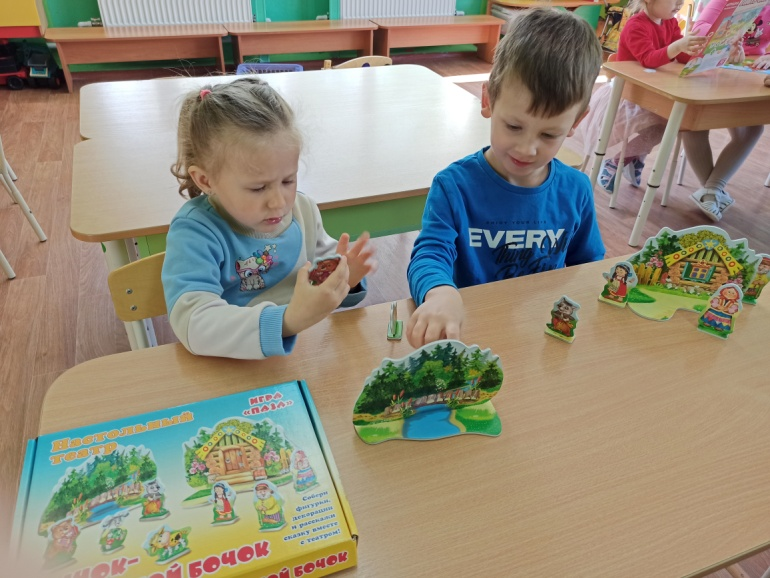 EVERY
Настольный
театр
ИГРА
«ПАЗЛ»
Собери
фигурки,
декорации
и расскажи
сказку вместе
с театром!
БОЧОК
БОЧОК